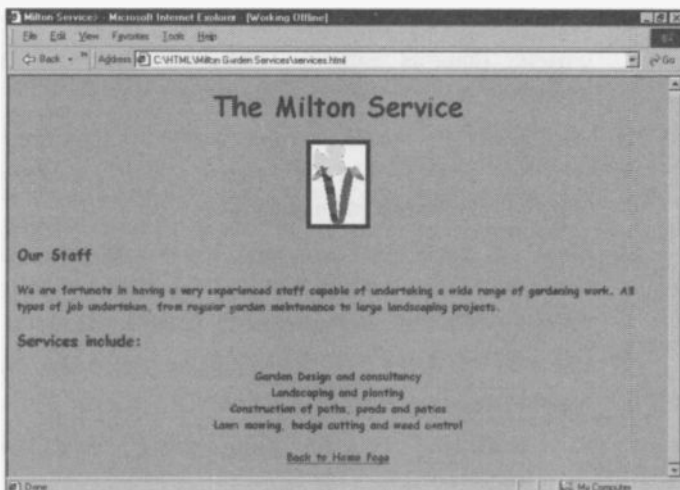 Milton Services - Microsoft Internet Explorer - [Working Offline]
File Edit View Favorites Tools Help
Back Address C:\HTML\Milton Garden Services\services.html Go
The Milton Service
Our Staff
We are fortunate in having a very experienced staff capable of undertaking a wide range of gardening work. All
types of job undertaken, from regular garden maintenance to large landscaping projects.
Services include:
Garden Design and consultancy
Landscaping and planting
Construction of paths, ponds and patios
Lawn mowing, hedge cutting and weed control
Back to Home Page
Done My Computer